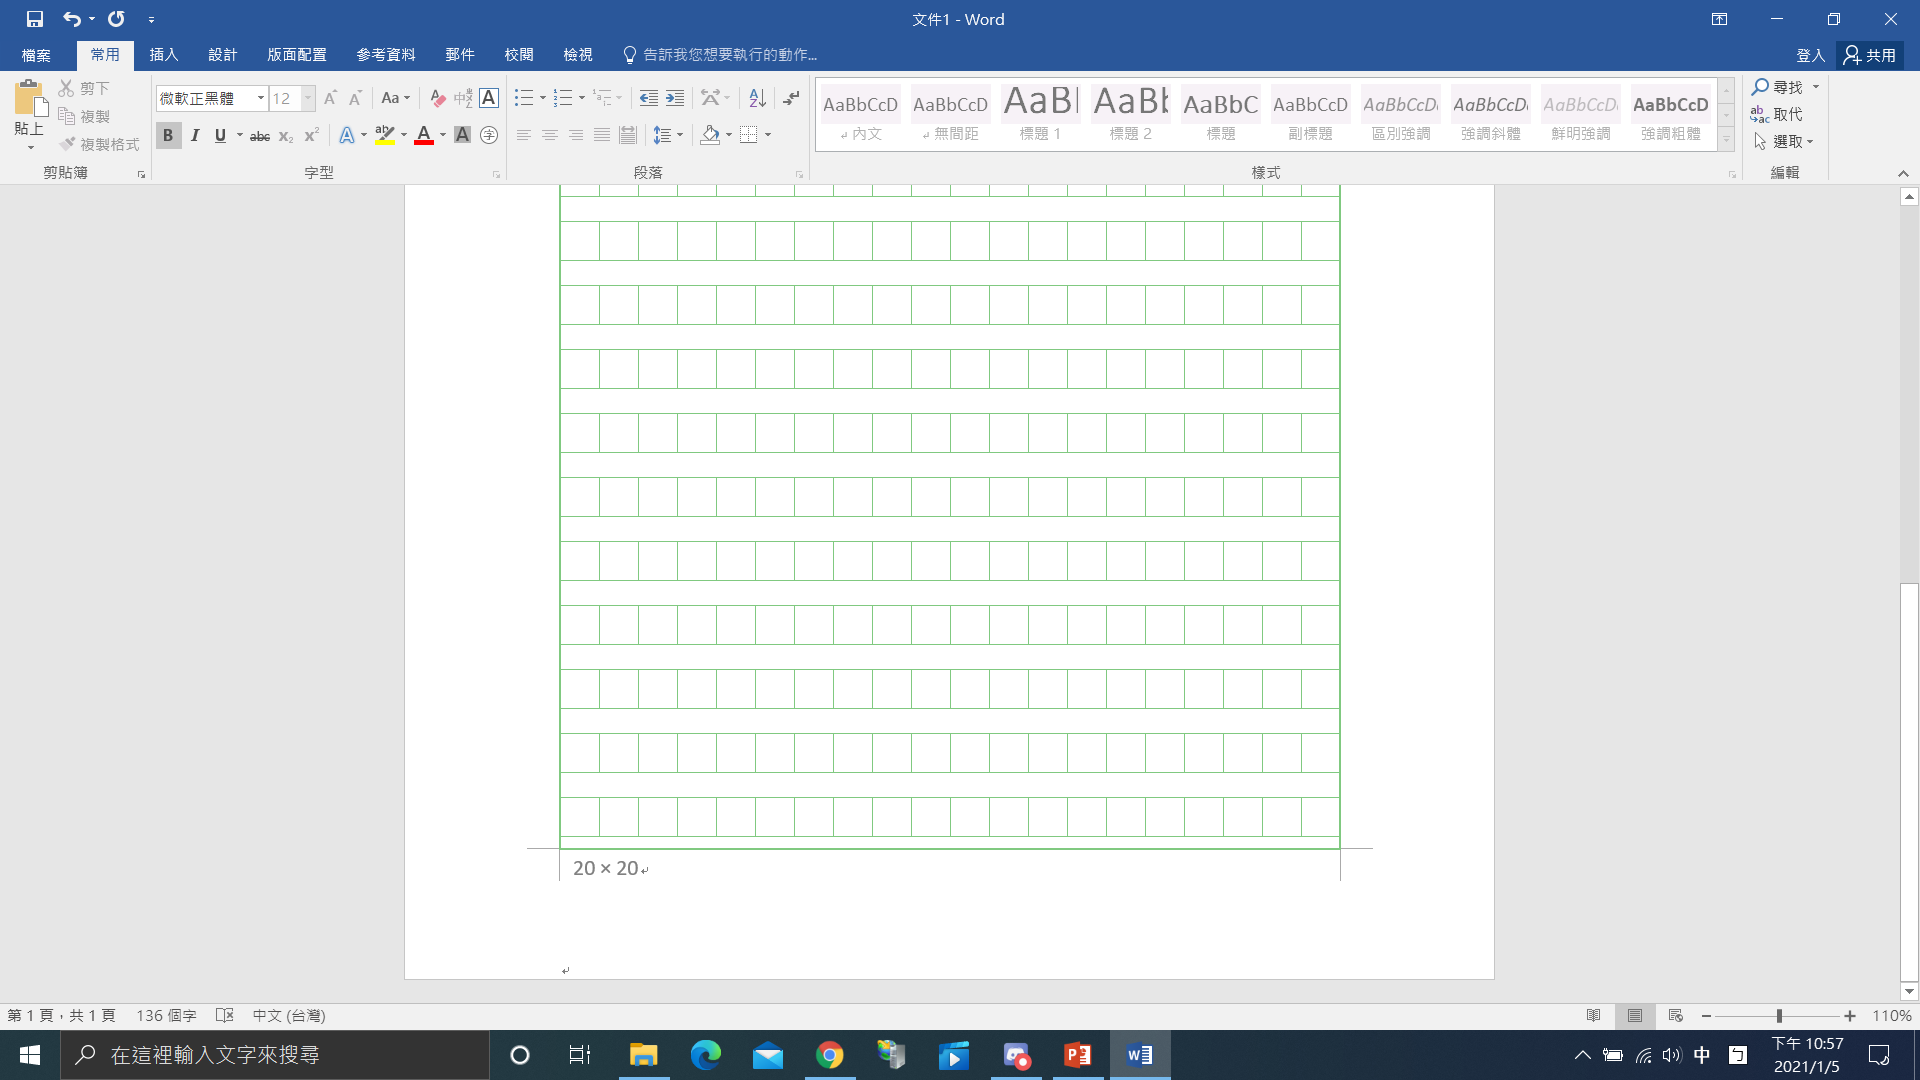 文件1 - Word
檔案 常用 插入 設計 版面配置 參考資料 郵件 校閱 檢視 告訴我您想要執行的動作... 登入 共用
貼上 剪下 複製 複製格式 剪貼簿
微軟正黑體 12 字型
段落
AaBbCcD AaBbCcD AaBl AaBb AaBbC AaBbCcD AaBbCcDc AaBbCcDc AaBbCcDc AaBbCcD
內文 無間距 標題 1 標題 2 標題 副標題 區別強調 強調斜體 鮮明強調 強調粗體
樣式
尋找
取代
選取
編輯
20 × 20
第 1 頁，共 1 頁 136 個字 中文 (台灣) 110%
在這裡輸入文字來搜尋
中
下午 10:57
2021/1/5